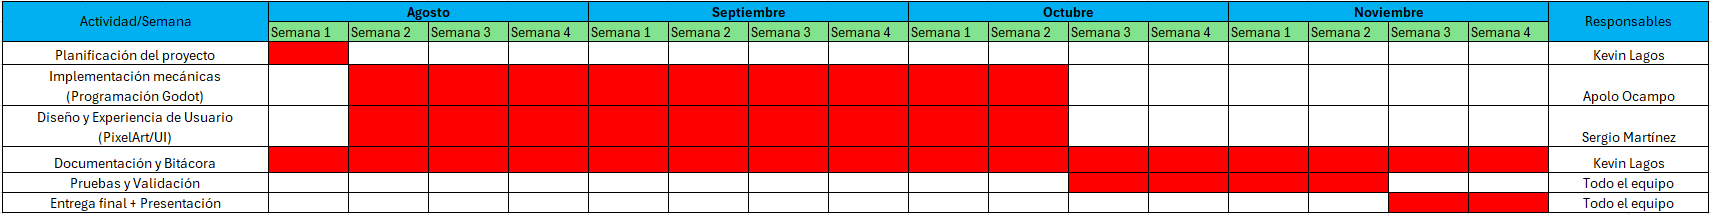 Actividad/Semana Agosto Septiembre Octubre Noviembre Responsables
Semana 1 Semana 2 Semana 3 Semana 4 Semana 1 Semana 2 Semana 3 Semana 4 Semana 1 Semana 2 Semana 3 Semana 4 Semana 1 Semana 2 Semana 3 Semana 4
Planificación del proyecto Kevin Lagos
Implementación mecánicas
(Programación Godot) Apolo Ocampo
Diseño y Experiencia de Usuario
(PixelArt/UI) Sergio Martínez
Documentación y Bitácora Kevin Lagos
Pruebas y Validación Todo el equipo
Entrega final + Presentación Todo el equipo